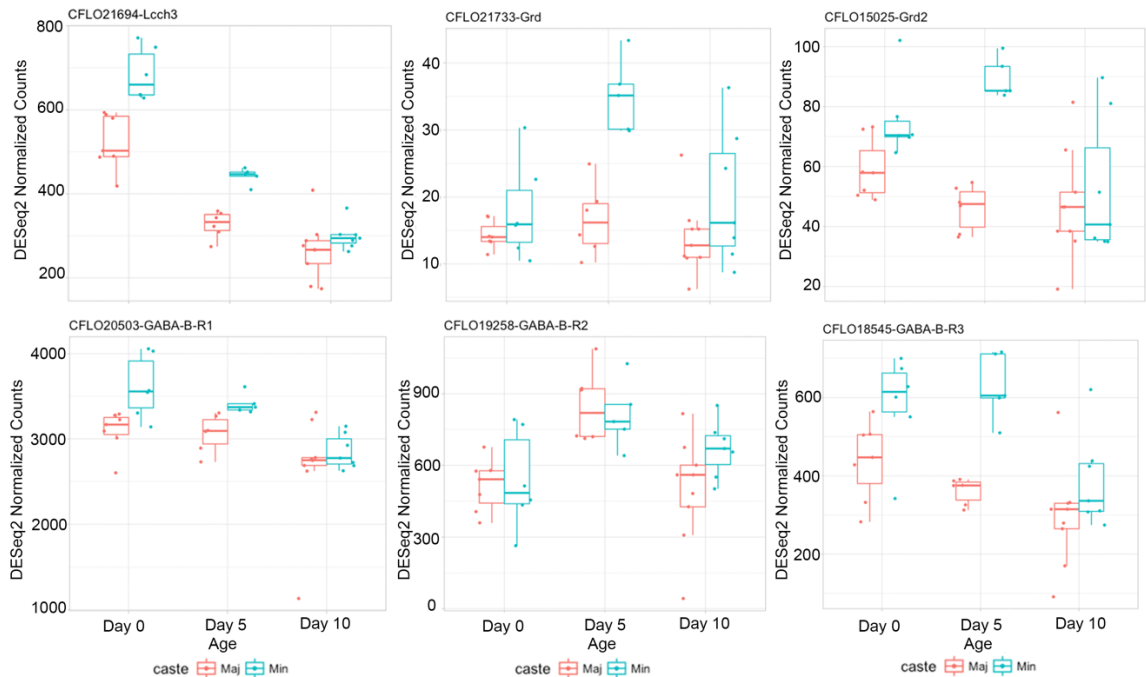 CFLO21694-Lcch3
CFLO21733-Grd
CFLO15025-Grd2
DESeq2 Normalized Counts
800
600
400
200
DESeq2 Normalized Counts
40
30
20
10
DESeq2 Normalized Counts
100
80
60
40
20
CFLO20503-GABA-B-R1
CFLO19258-GABA-B-R2
CFLO18545-GABA-B-R3
DESeq2 Normalized Counts
4000
3000
2000
1000
DESeq2 Normalized Counts
900
600
300
0
DESeq2 Normalized Counts
600
400
200
Day 0 Day 5 Day 10
Age
caste Maj Min
Day 0 Day 5 Day 10
Age
caste Maj Min
Day 0 Day 5 Day 10
Age
caste Maj Min